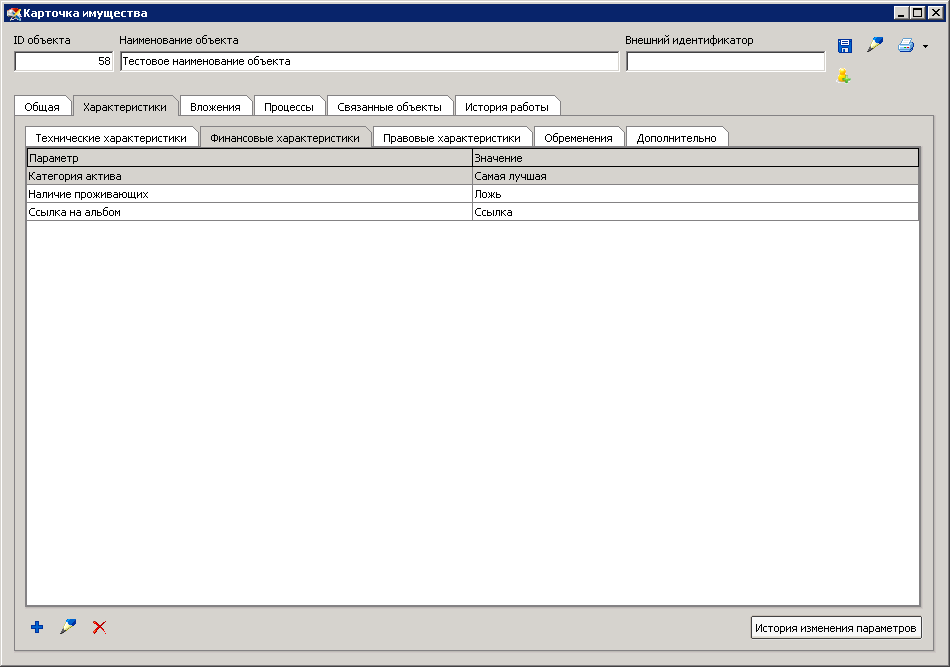 Карточка имущества
ID объекта Наименование объекта Внешний идентификатор
58 Тестовое наименование объекта
Общая Характеристики Вложения Процессы Связанные объекты История работы
Технические характеристики Финансовые характеристики Правовые характеристики Обременения Дополнительно
Параметр Значение
Категория актива Самая лучшая
Наличие проживающих Ложь
Ссылка на альбом Ссылка
История изменения параметров